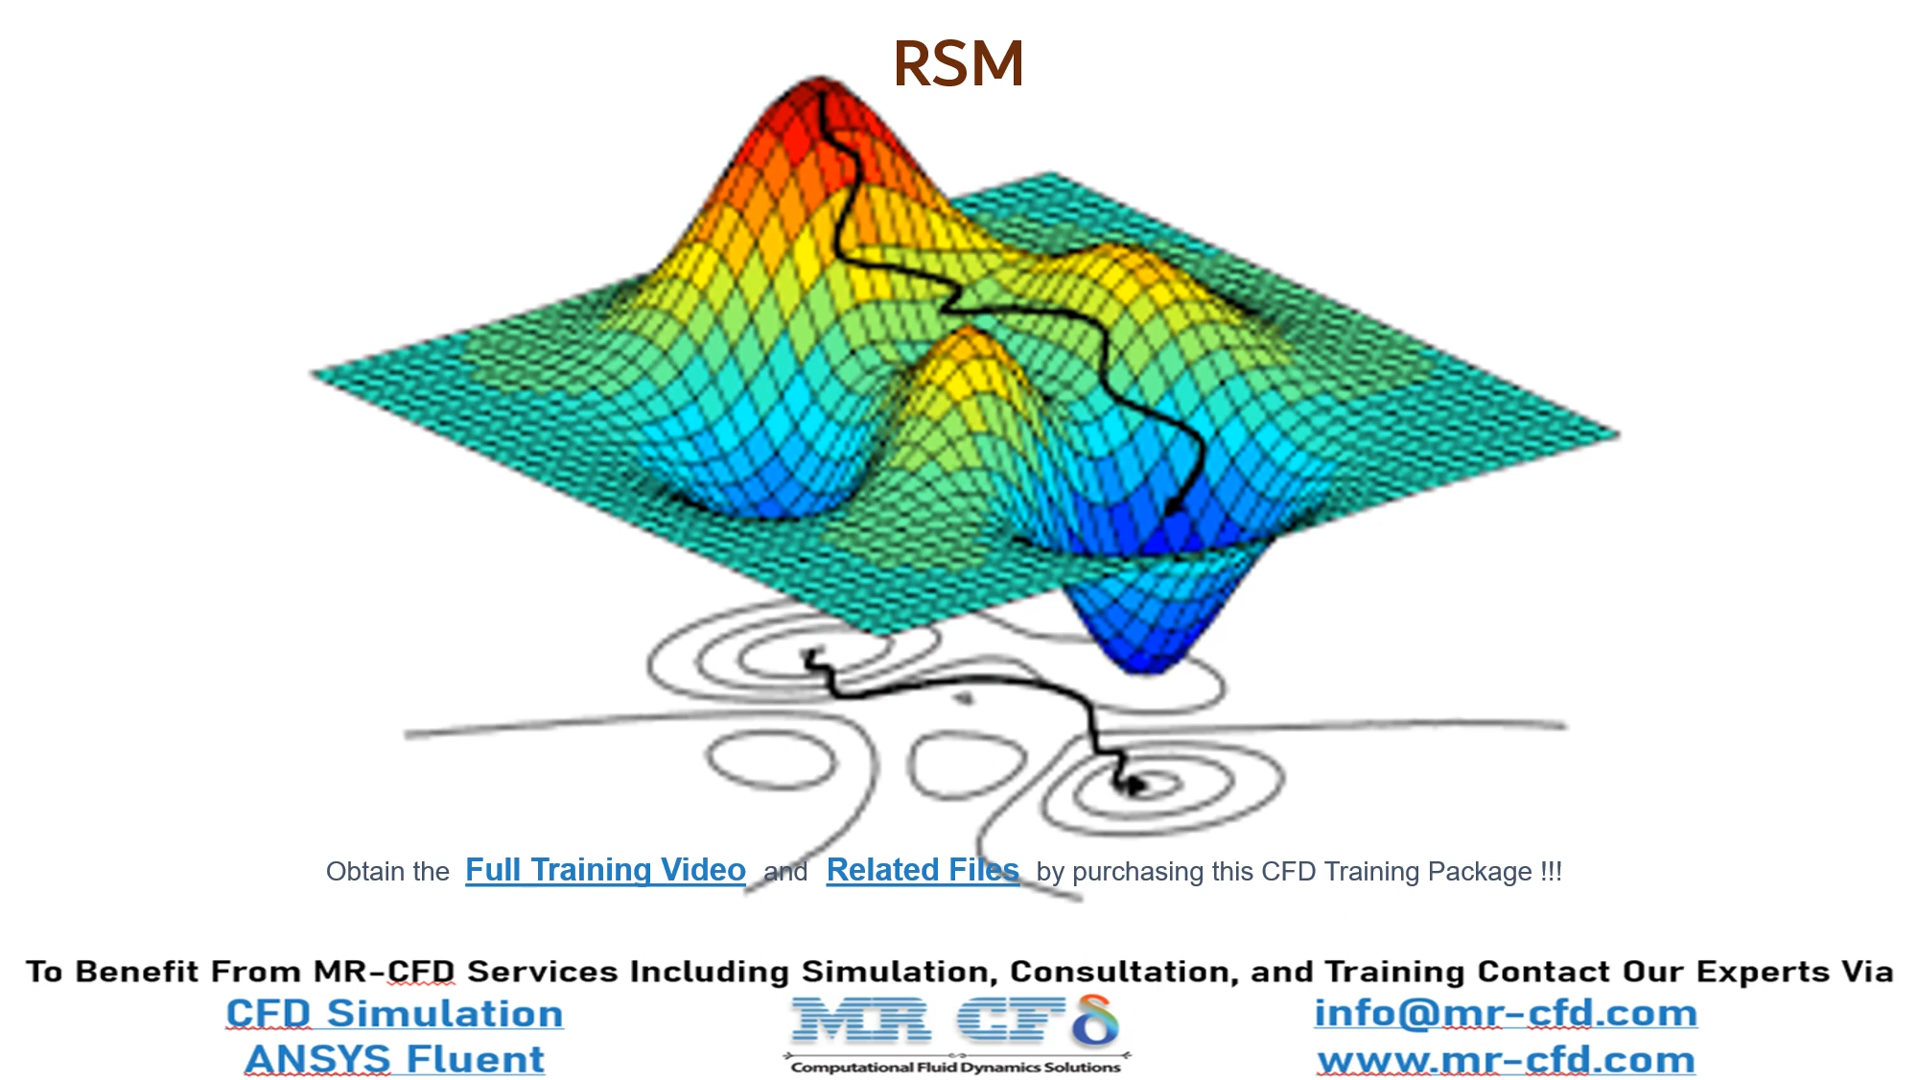 RSM
Obtain the Full Training Video and Related Files by purchasing this CFD Training Package !!!
To Benefit From MR-CFD Services Including Simulation, Consultation, and Training Contact Our Experts Via
CFD Simulation
ANSYS Fluent
MR CFδ
Computational Fluid Dynamics Solutions
info@mr-cfd.com
www.mr-cfd.com